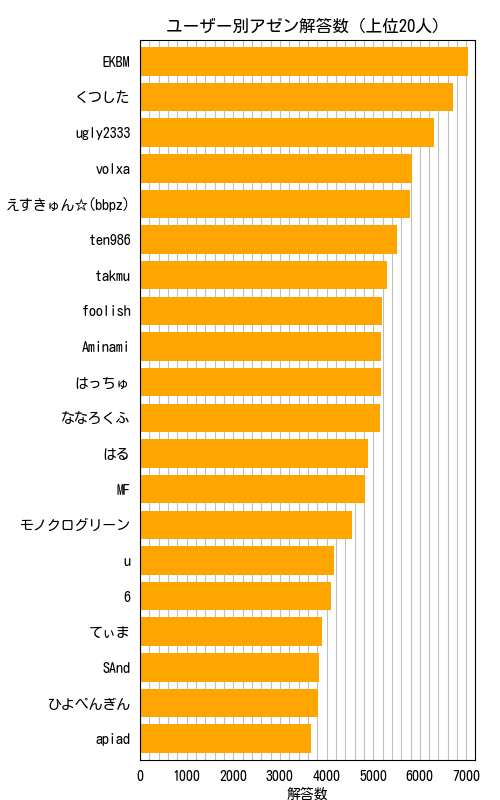 ユーザー別アゼン解答数 (上位20人)
EKBM
くつした
ugly2333
volxa
えすきゅん☆(bbpz)
ten986
takmu
foolish
Aminami
はっちゅ
ななろくふ
はる
MF
モノクログリーン
u
6
てぃま
SAnd
ひよぺんぎん
apiad
0 1000 2000 3000 4000 5000 6000 7000
解答数